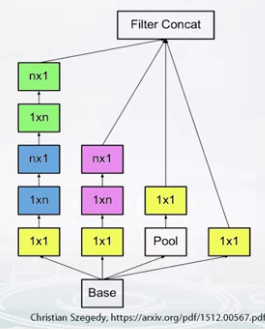 Filter Concat
nx1
1xn
nx1
nx1
1xn
1xn
1x1
1x1
1x1
Pool
1x1
Base
Christian Szegedy, https://arxiv.org/pdf/1512.00567.pdf